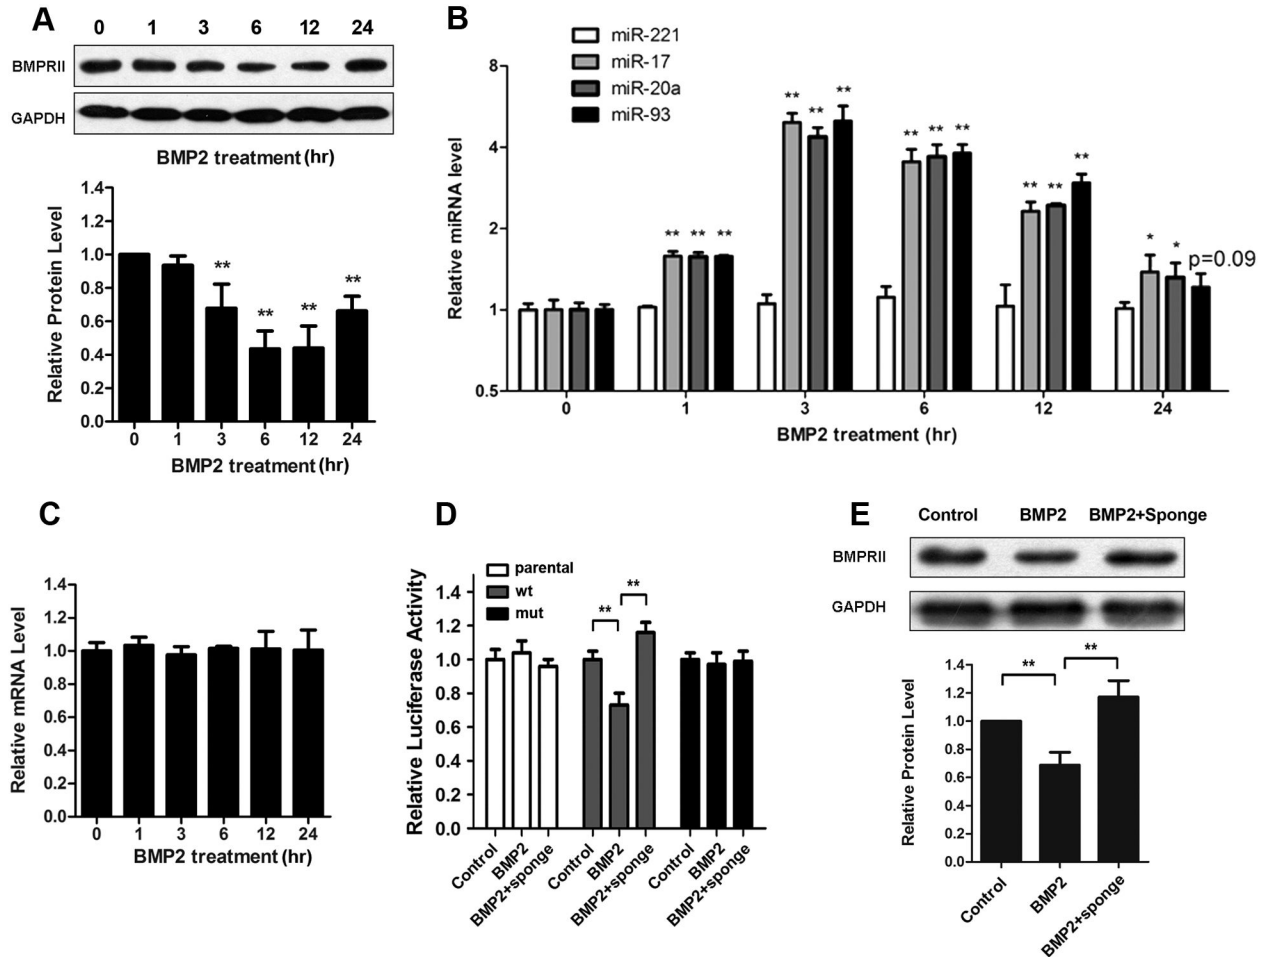 A
0 1 3 6 12 24
BMPRII
GAPDH
BMP2 treatment (hr)
Relative Protein Level
1.4
1.2
1.0
0.8
0.6
0.4
0.2
0.0
**
**
**
**
0 1 3 6 12 24
BMP2 treatment (hr)
B
miR-221
miR-17
miR-20a
miR-93
Relative miRNA level
8
4
2
1
0.5
** ** **
** ** **
** ** **
** ** **
* * p=0.09
0 1 3 6 12 24
BMP2 treatment (hr)
C
Relative mRNA Level
1.4
1.2
1.0
0.8
0.6
0.4
0.2
0.0
0 1 3 6 12 24
BMP2 treatment (hr)
D
parental
wt
mut
Relative Luciferase Activity
1.4
1.2
1.0
0.8
0.6
0.4
0.2
0.0
**
**
Control
BMP2
BMP2+sponge
Control
BMP2
BMP2+sponge
Control
BMP2
BMP2+sponge
E
Control BMP2 BMP2+Sponge
BMPRII
GAPDH
Relative Protein Level
1.4
1.2
1.0
0.8
0.6
0.4
0.2
0.0
**
**
Control
BMP2
BMP2+sponge